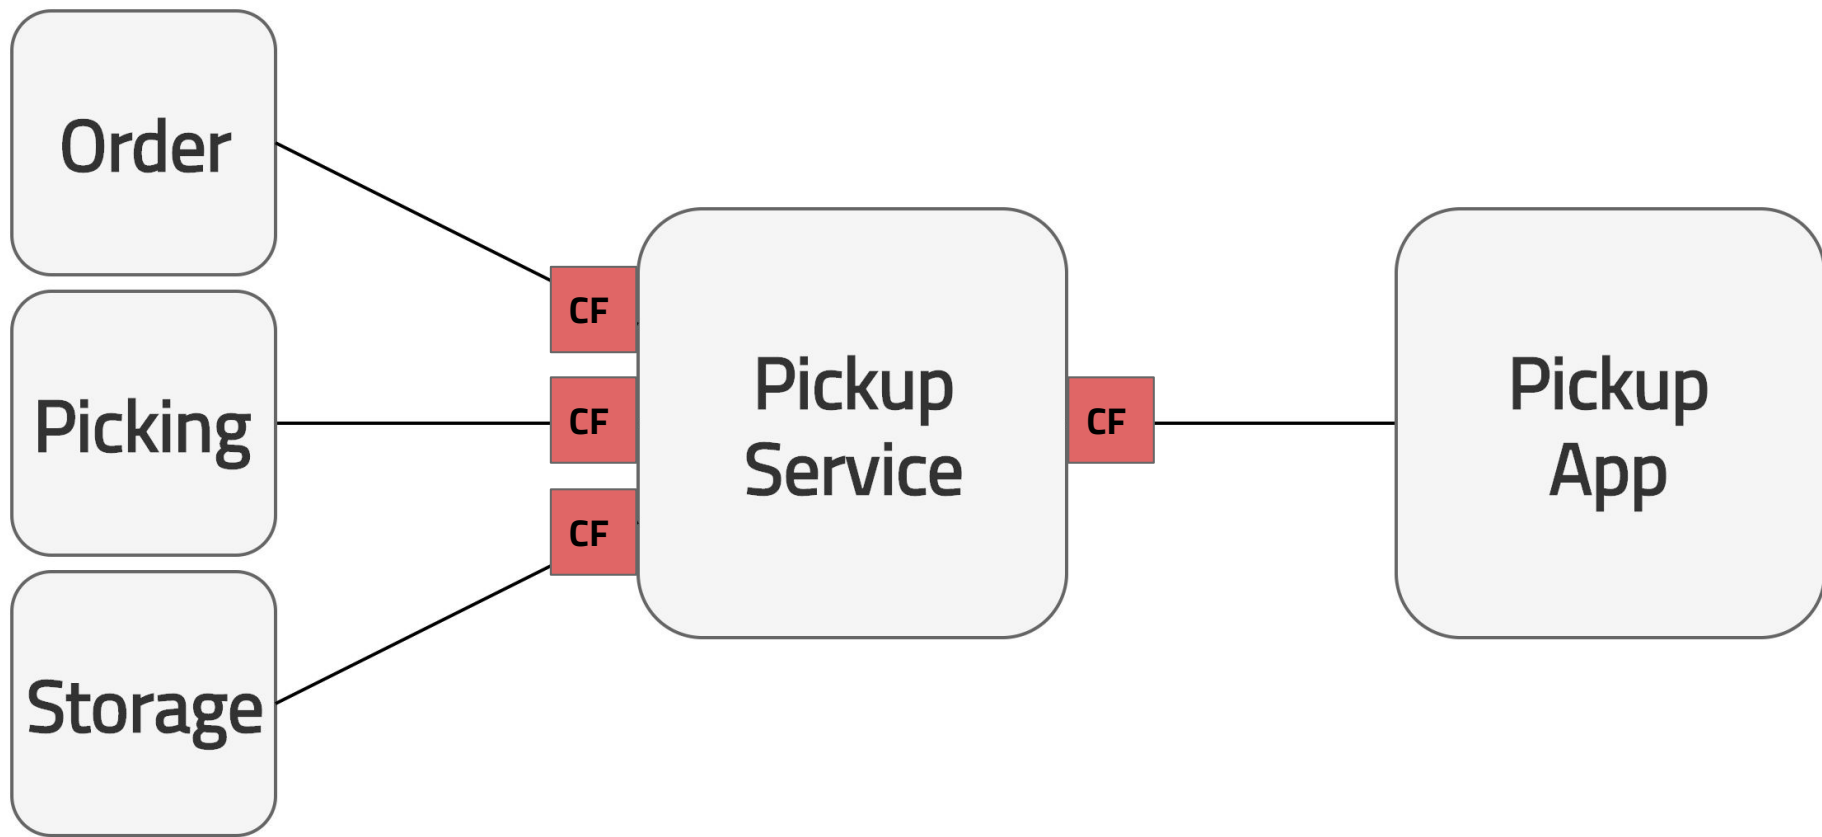 Order
Picking
Storage
CF
CF
CF
Pickup
Service
CF
Pickup
App